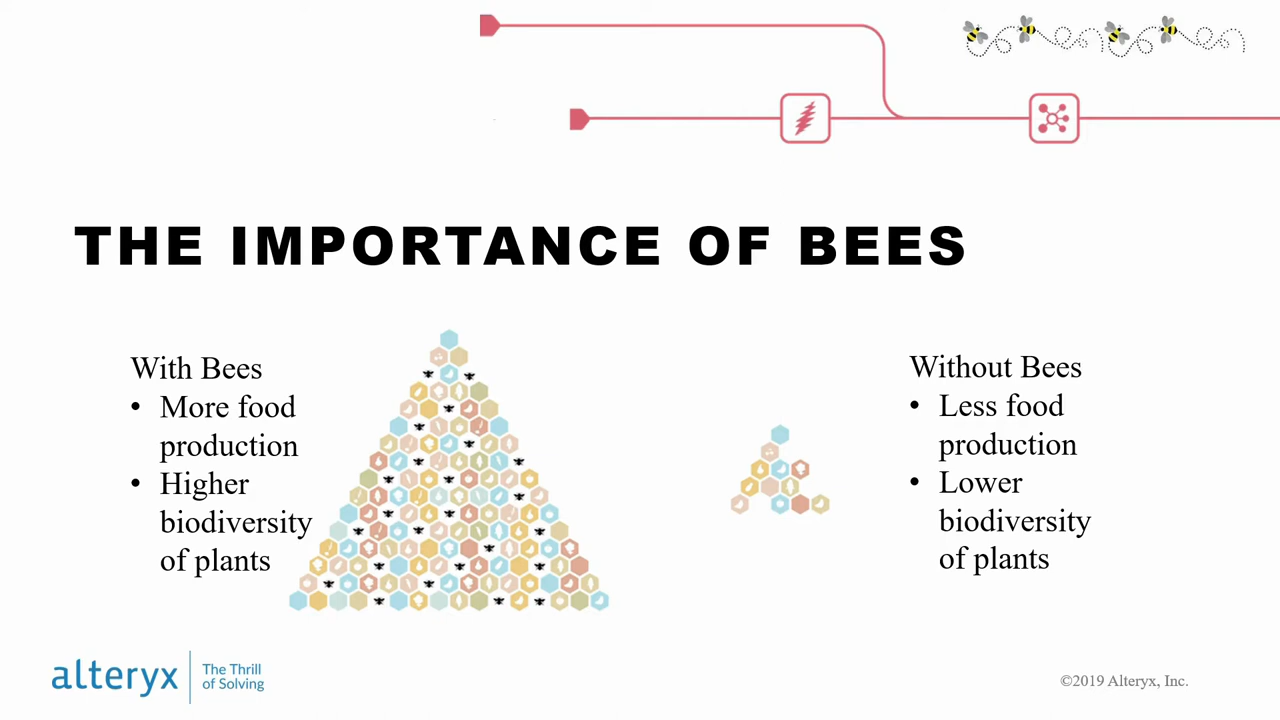 THE IMPORTANCE OF BEES
With Bees
• More food
production
• Higher
biodiversity
of plants
Without Bees
• Less food
production
• Lower
biodiversity
of plants
alteryx
The Thrill
of Solving
©2019 Alteryx, Inc.